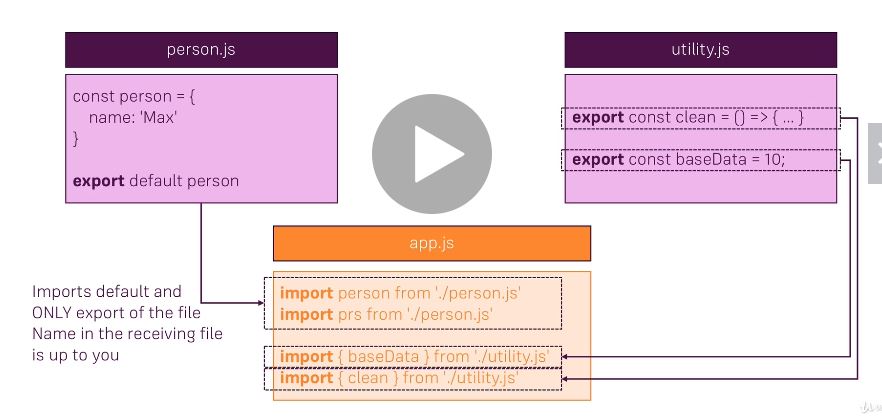 person.js
const person = {
name: 'Max'
}
export default person
utility.js
export const clean = () => { ... }
export const baseData = 10;
app.js
import person from './person.js'
import prs from './person.js'
import { baseData } from './utility.js'
import { clean } from './utility.js'
Imports default and
ONLY export of the file
Name in the receiving file
is up to you